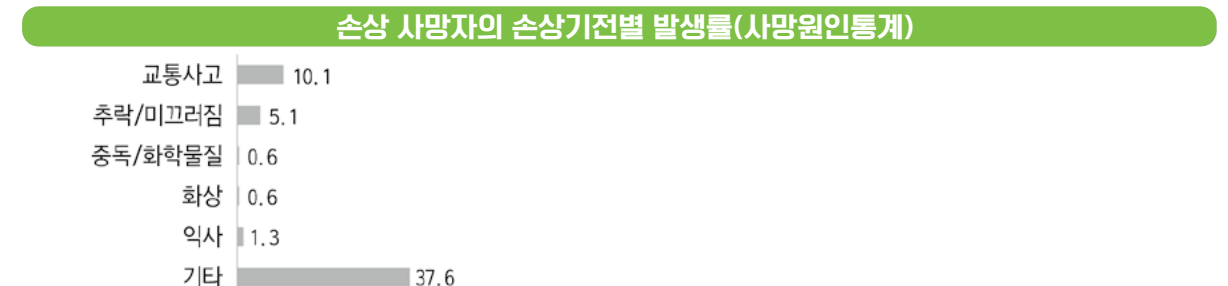 손상 사망자의 손상기전별 발생률(사망원인통계)
교통사고 10.1
추락/미끄러짐 5.1
중독/화학물질 0.6
화상 0.6
익사 1.3
기타 37.6